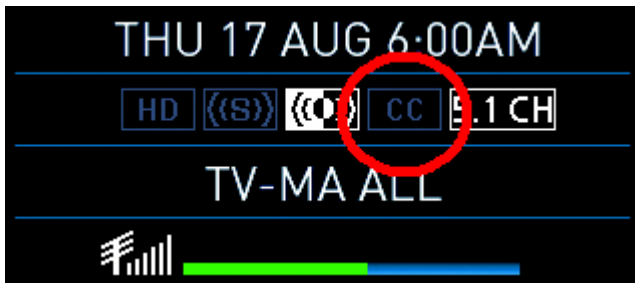 THU 17 AUG 6:00AM
HD ((S)) CC 5.1 CH
TV-MA ALL